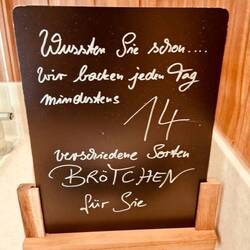 Wussten Sie schon....
wir backen jeden Tag
mindestens
14
verschiedene Sorten
BRÖTCHEN
für Sie